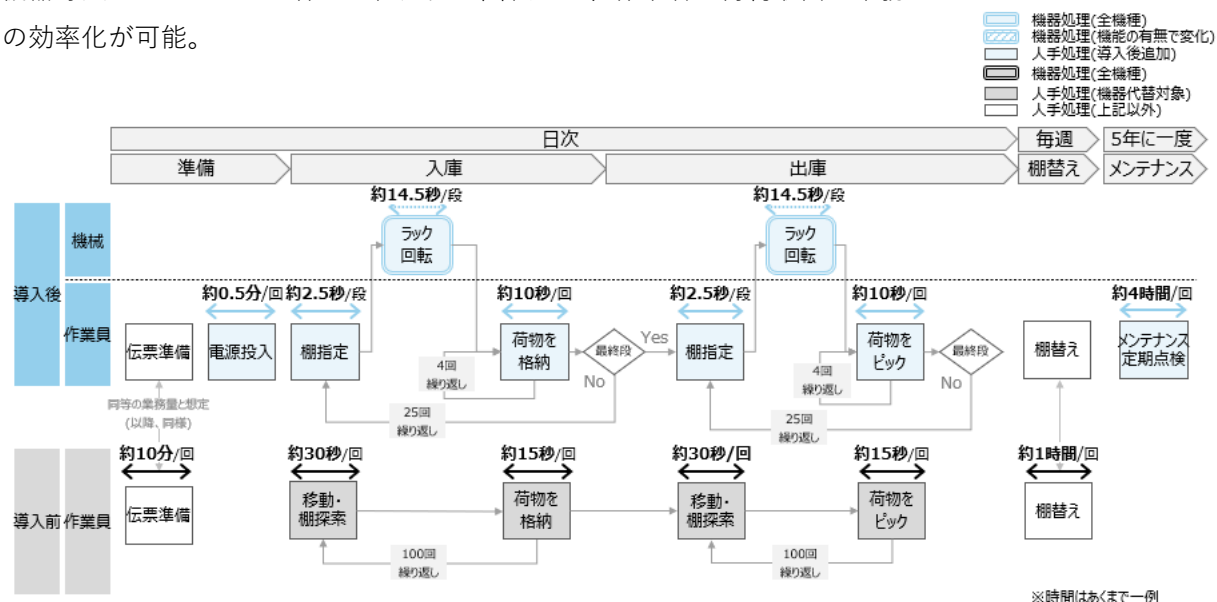 の効率化が可能。
機器処理(全機種)
機器処理(機能の有無で変化)
人手処理(導入後追加)
機器処理(全機種)
人手処理(機器代替対象)
人手処理(上記以外)
日次
毎週
5年に一度
準備
入庫
出庫
棚替え
メンテナンス
約14.5秒/段
約14.5秒/段
導入後
機械
ラック
回転
ラック
回転
作業員
約0.5分/回
約2.5秒/段
約10秒/回
約2.5秒/段
約10秒/回
約4時間/回
伝票準備
電源投入
棚指定
荷物を
格納
最終段
Yes
No
棚指定
荷物を
ピック
最終段
No
棚替え
メンテナンス
定期点検
4回
繰り返し
4回
繰り返し
25回
繰り返し
25回
繰り返し
同等の業務量と想定
(以降、同様)
約10分/回
約30秒/回
約15秒/回
約30秒/回
約15秒/回
約1時間/回
導入前
作業員
伝票準備
移動・
棚探索
荷物を
格納
移動・
棚探索
荷物を
ピック
棚替え
100回
繰り返し
100回
繰り返し
※時間はあくまで一例